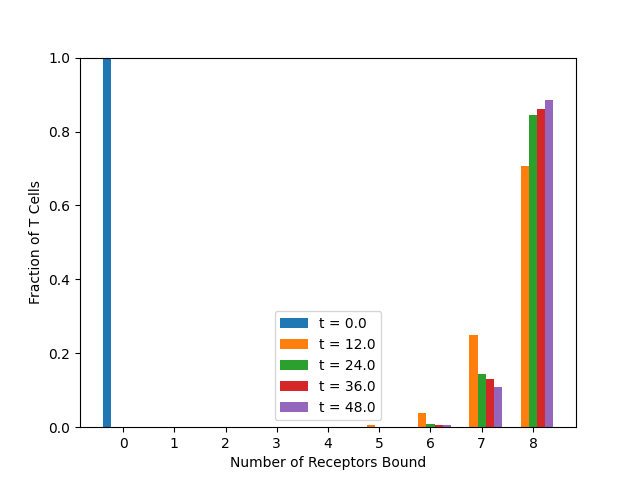 1.0
0.8
0.6
0.4
0.2
0.0
Fraction of T Cells
t = 0.0
t = 12.0
t = 24.0
t = 36.0
t = 48.0
0 1 2 3 4 5 6 7 8
Number of Receptors Bound